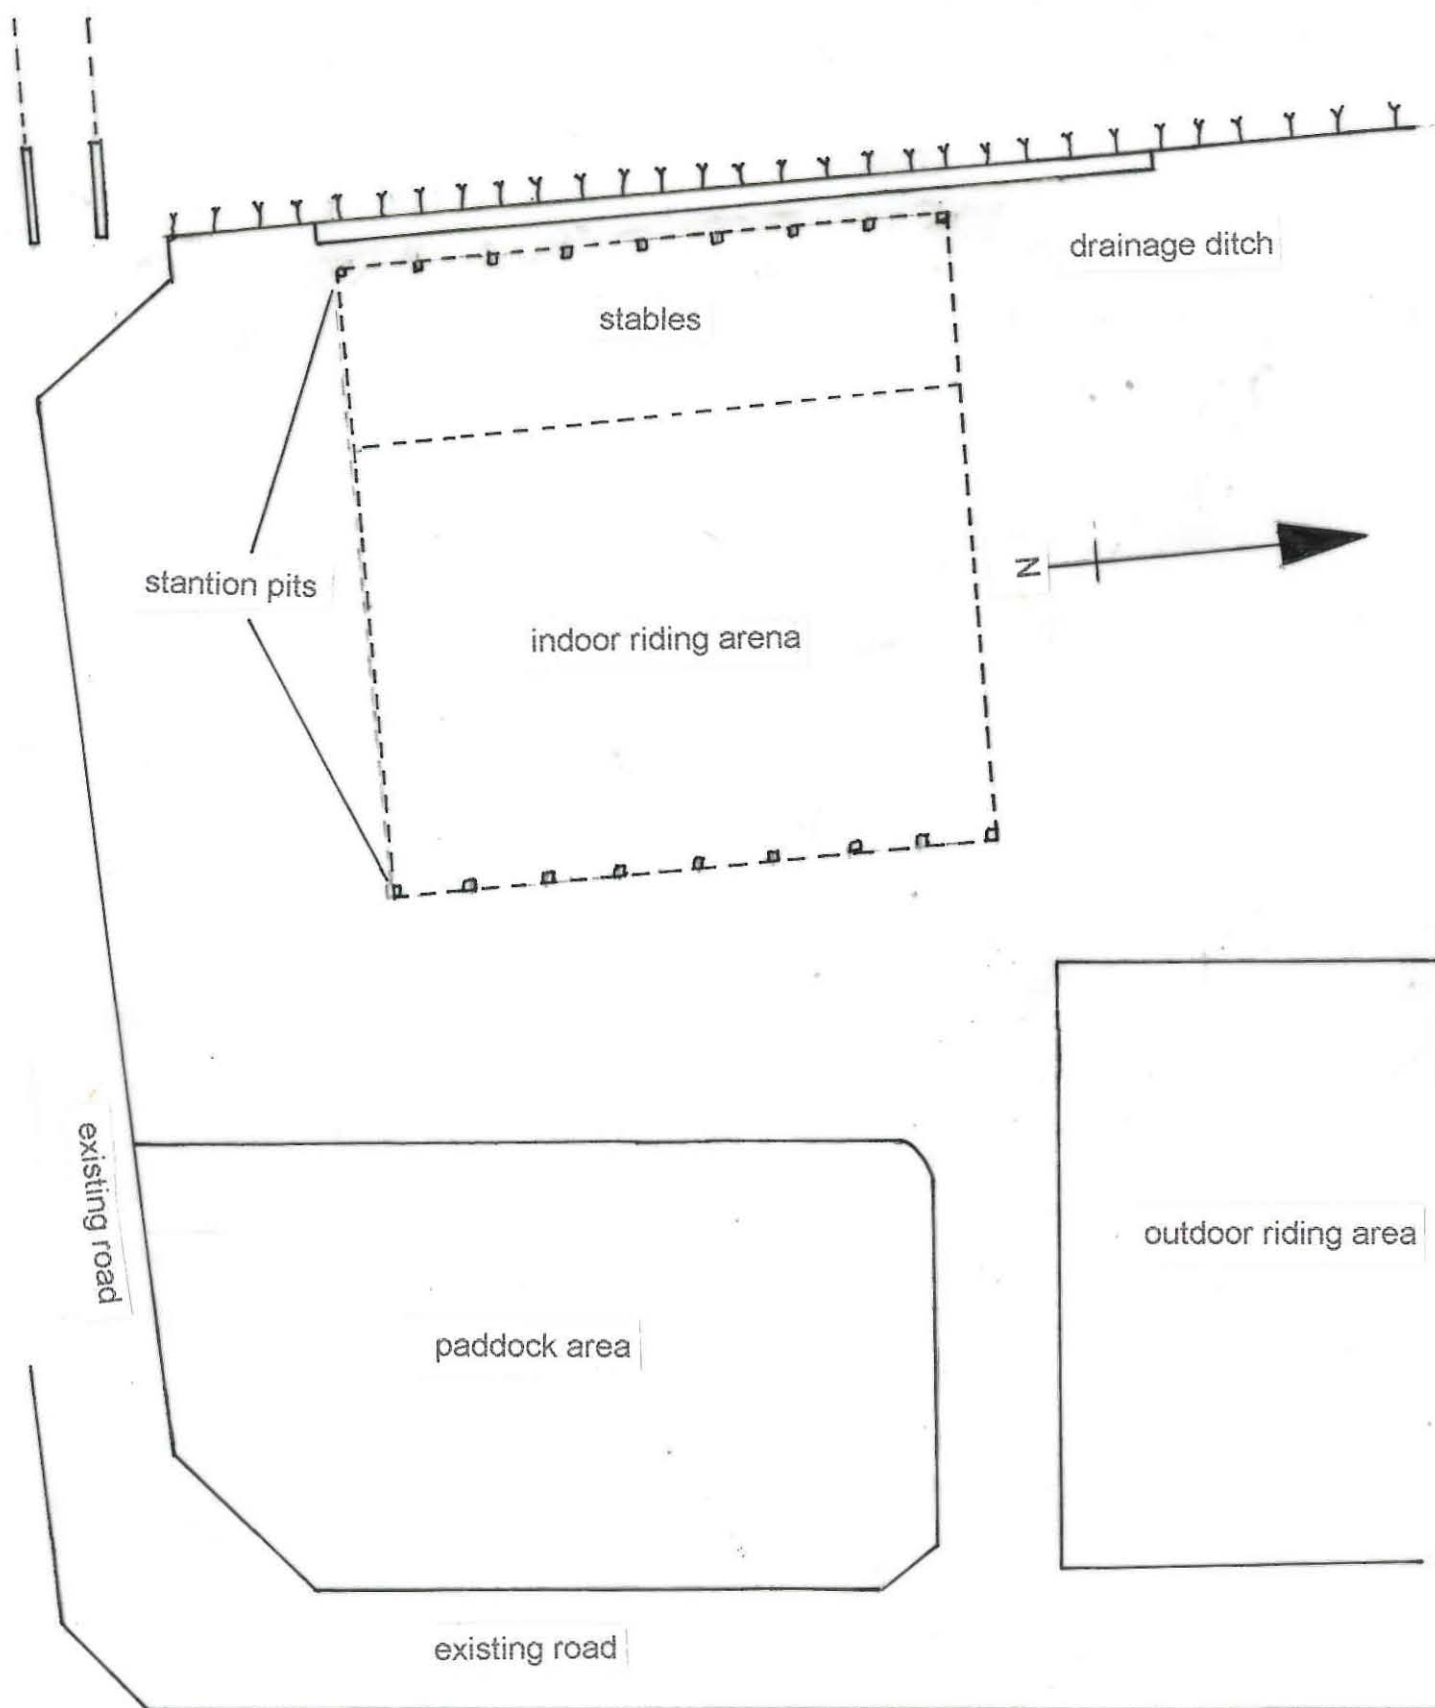 drainage ditch
stables
N
stantion pits
indoor riding arena
existing road
outdoor riding area
paddock area
existing road